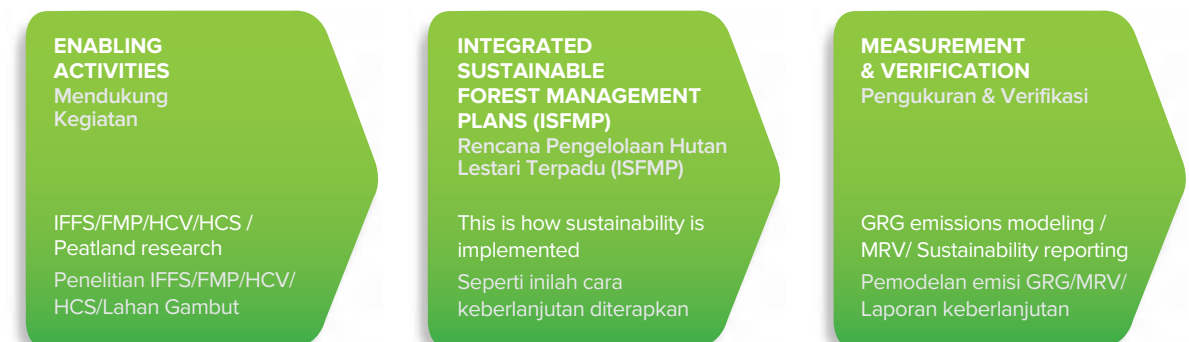 ENABLING
ACTIVITIES
Mendukung
Kegiatan
IFFS/FMP/HCV/HCS /
Peatland research
Penelitian IFFS/FMP/HCV/
HCS/Lahan Gambut
INTEGRATED
SUSTAINABLE
FOREST MANAGEMENT
PLANS (ISFMP)
Rencana Pengelolaan Hutan
Lestari Terpadu (ISFMP)
This is how sustainability is
implemented
Seperti inilah cara
keberlanjutan diterapkan
MEASUREMENT
& VERIFICATION
Pengukuran & Verifikasi
GRG emissions modeling /
MRV/ Sustainability reporting
Pemodelan emisi GRG/MRV/
Laporan keberlanjutan